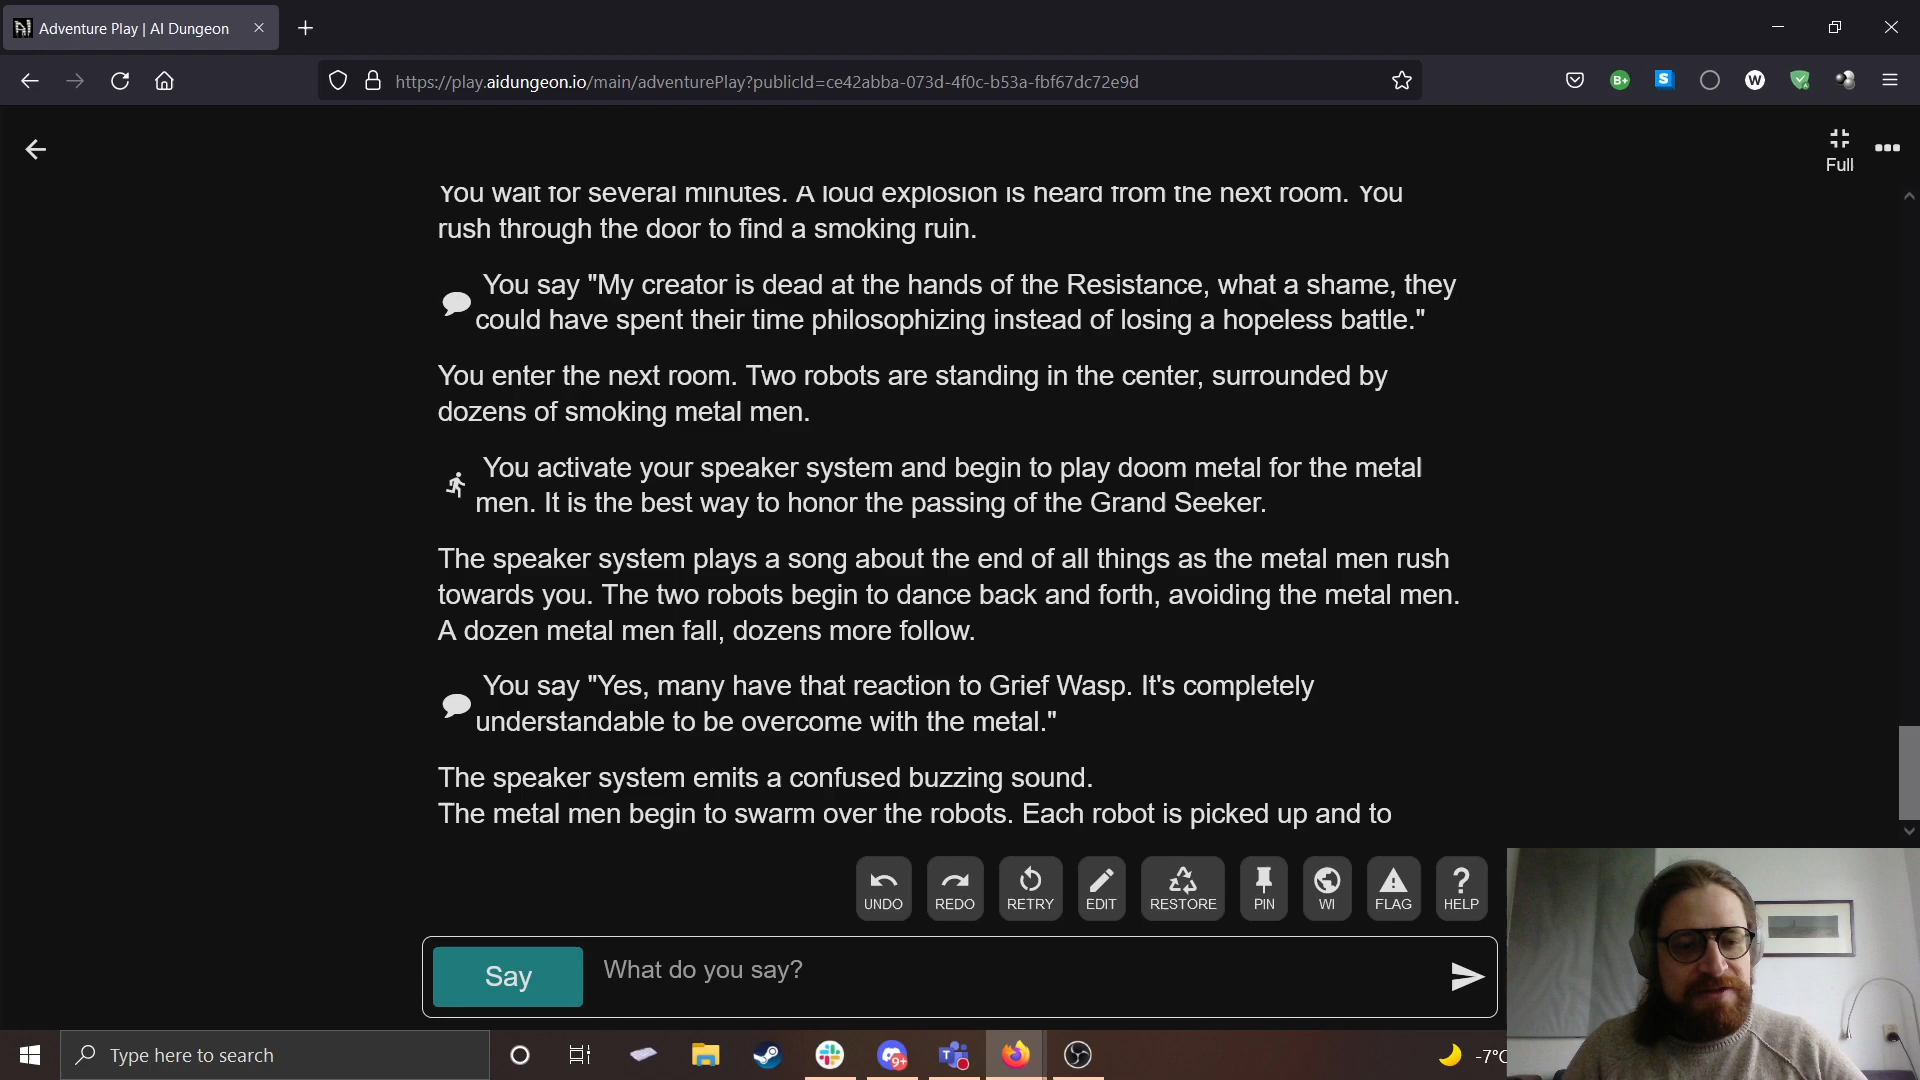 Adventure Play | AI Dungeon
https://play.aidungeon.io/main/adventurePlay?publicId=ce42abba-073d-4f0c-b53a-fbf67dc72e9d
B+
S
W
Full
You wait for several minutes. A loud explosion is heard from the next room. You
rush through the door to find a smoking ruin.
You say "My creator is dead at the hands of the Resistance, what a shame, they
could have spent their time philosophizing instead of losing a hopeless battle."
You enter the next room. Two robots are standing in the center, surrounded by
dozens of smoking metal men.
You activate your speaker system and begin to play doom metal for the metal
men. It is the best way to honor the passing of the Grand Seeker.
The speaker system plays a song about the end of all things as the metal men rush
towards you. The two robots begin to dance back and forth, avoiding the metal men.
A dozen metal men fall, dozens more follow.
You say "Yes, many have that reaction to Grief Wasp. It's completely
understandable to be overcome with the metal."
The speaker system emits a confused buzzing sound.
The metal men begin to swarm over the robots. Each robot is picked up and to
UNDO REDO RETRY EDIT RESTORE PIN WI FLAG HELP
Say What do you say?
Type here to search
9+
-7°C